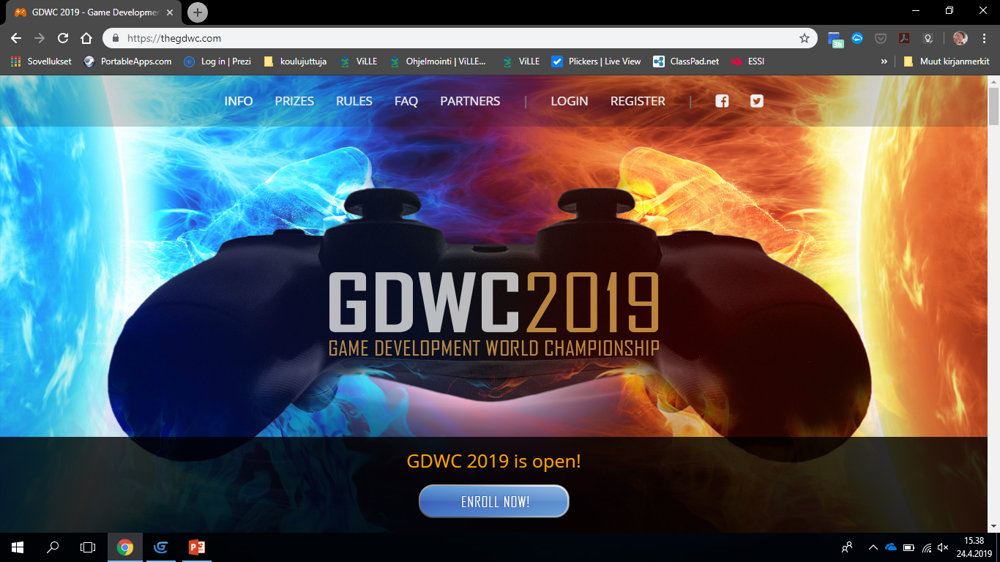 GDWC 2019 - Game Developmen
https://thegdwc.com
3h
Sovellukset
PortableApps.com
Log in | Prezi
koulujuttuja
ViLLE
Ohjelmointi | ViLLE...
ViLLE
Plickers | Live View
ClassPad.net
ESSI
»
Muut kirjanmerkit
INFO PRIZES RULES FAQ PARTNERS | LOGIN REGISTER |
GDWC2019
GAME DEVELOPMENT WORLD CHAMPIONSHIP
GDWC 2019 is open!
ENROLL NOW!
15.38
24.4.2019